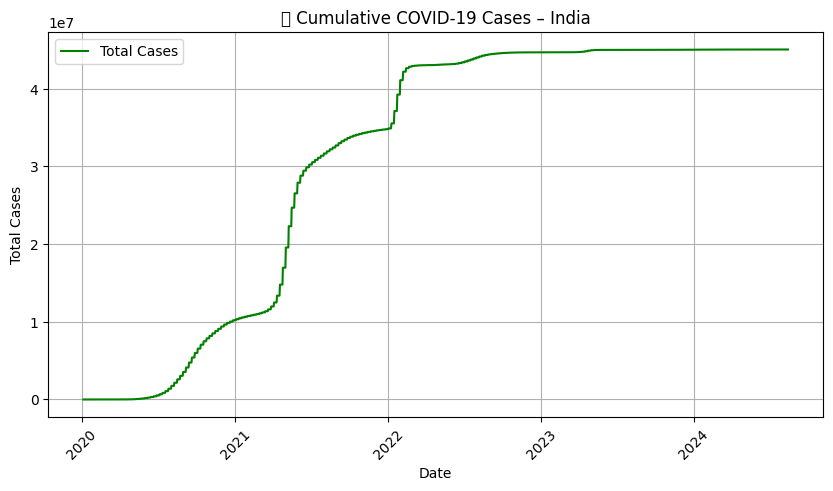 Cumulative COVID-19 Cases – India
1e7
Total Cases
4
3
2
1
0
Total Cases
2020
2021
2022
2023
2024
Date